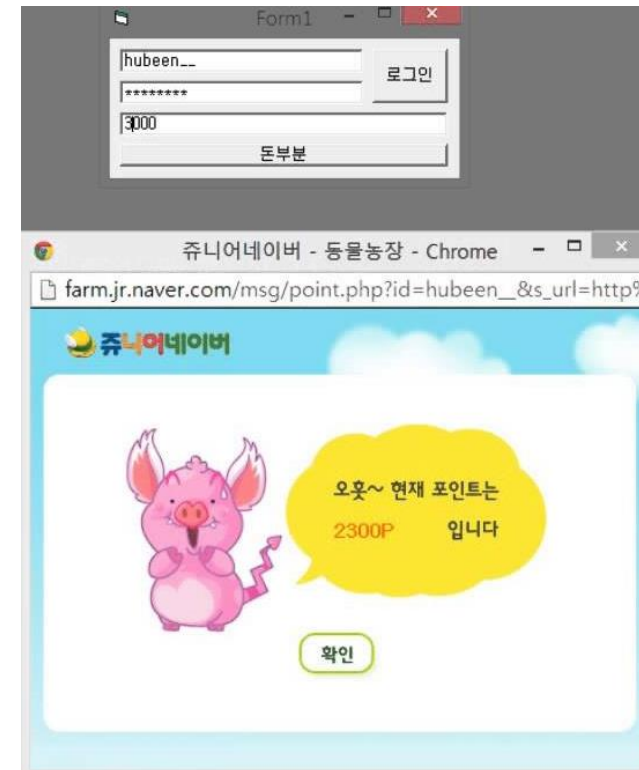 Form1
hubeen__
로그인
********
3000
돈부분
쥬니어네이버 - 동물농장 - Chrome
farm.jr.naver.com/msg/point.php?id=hubeen__&s_url=http%
쥬니어네이버
오홋~ 현재 포인트는
2300P 입니다
확인